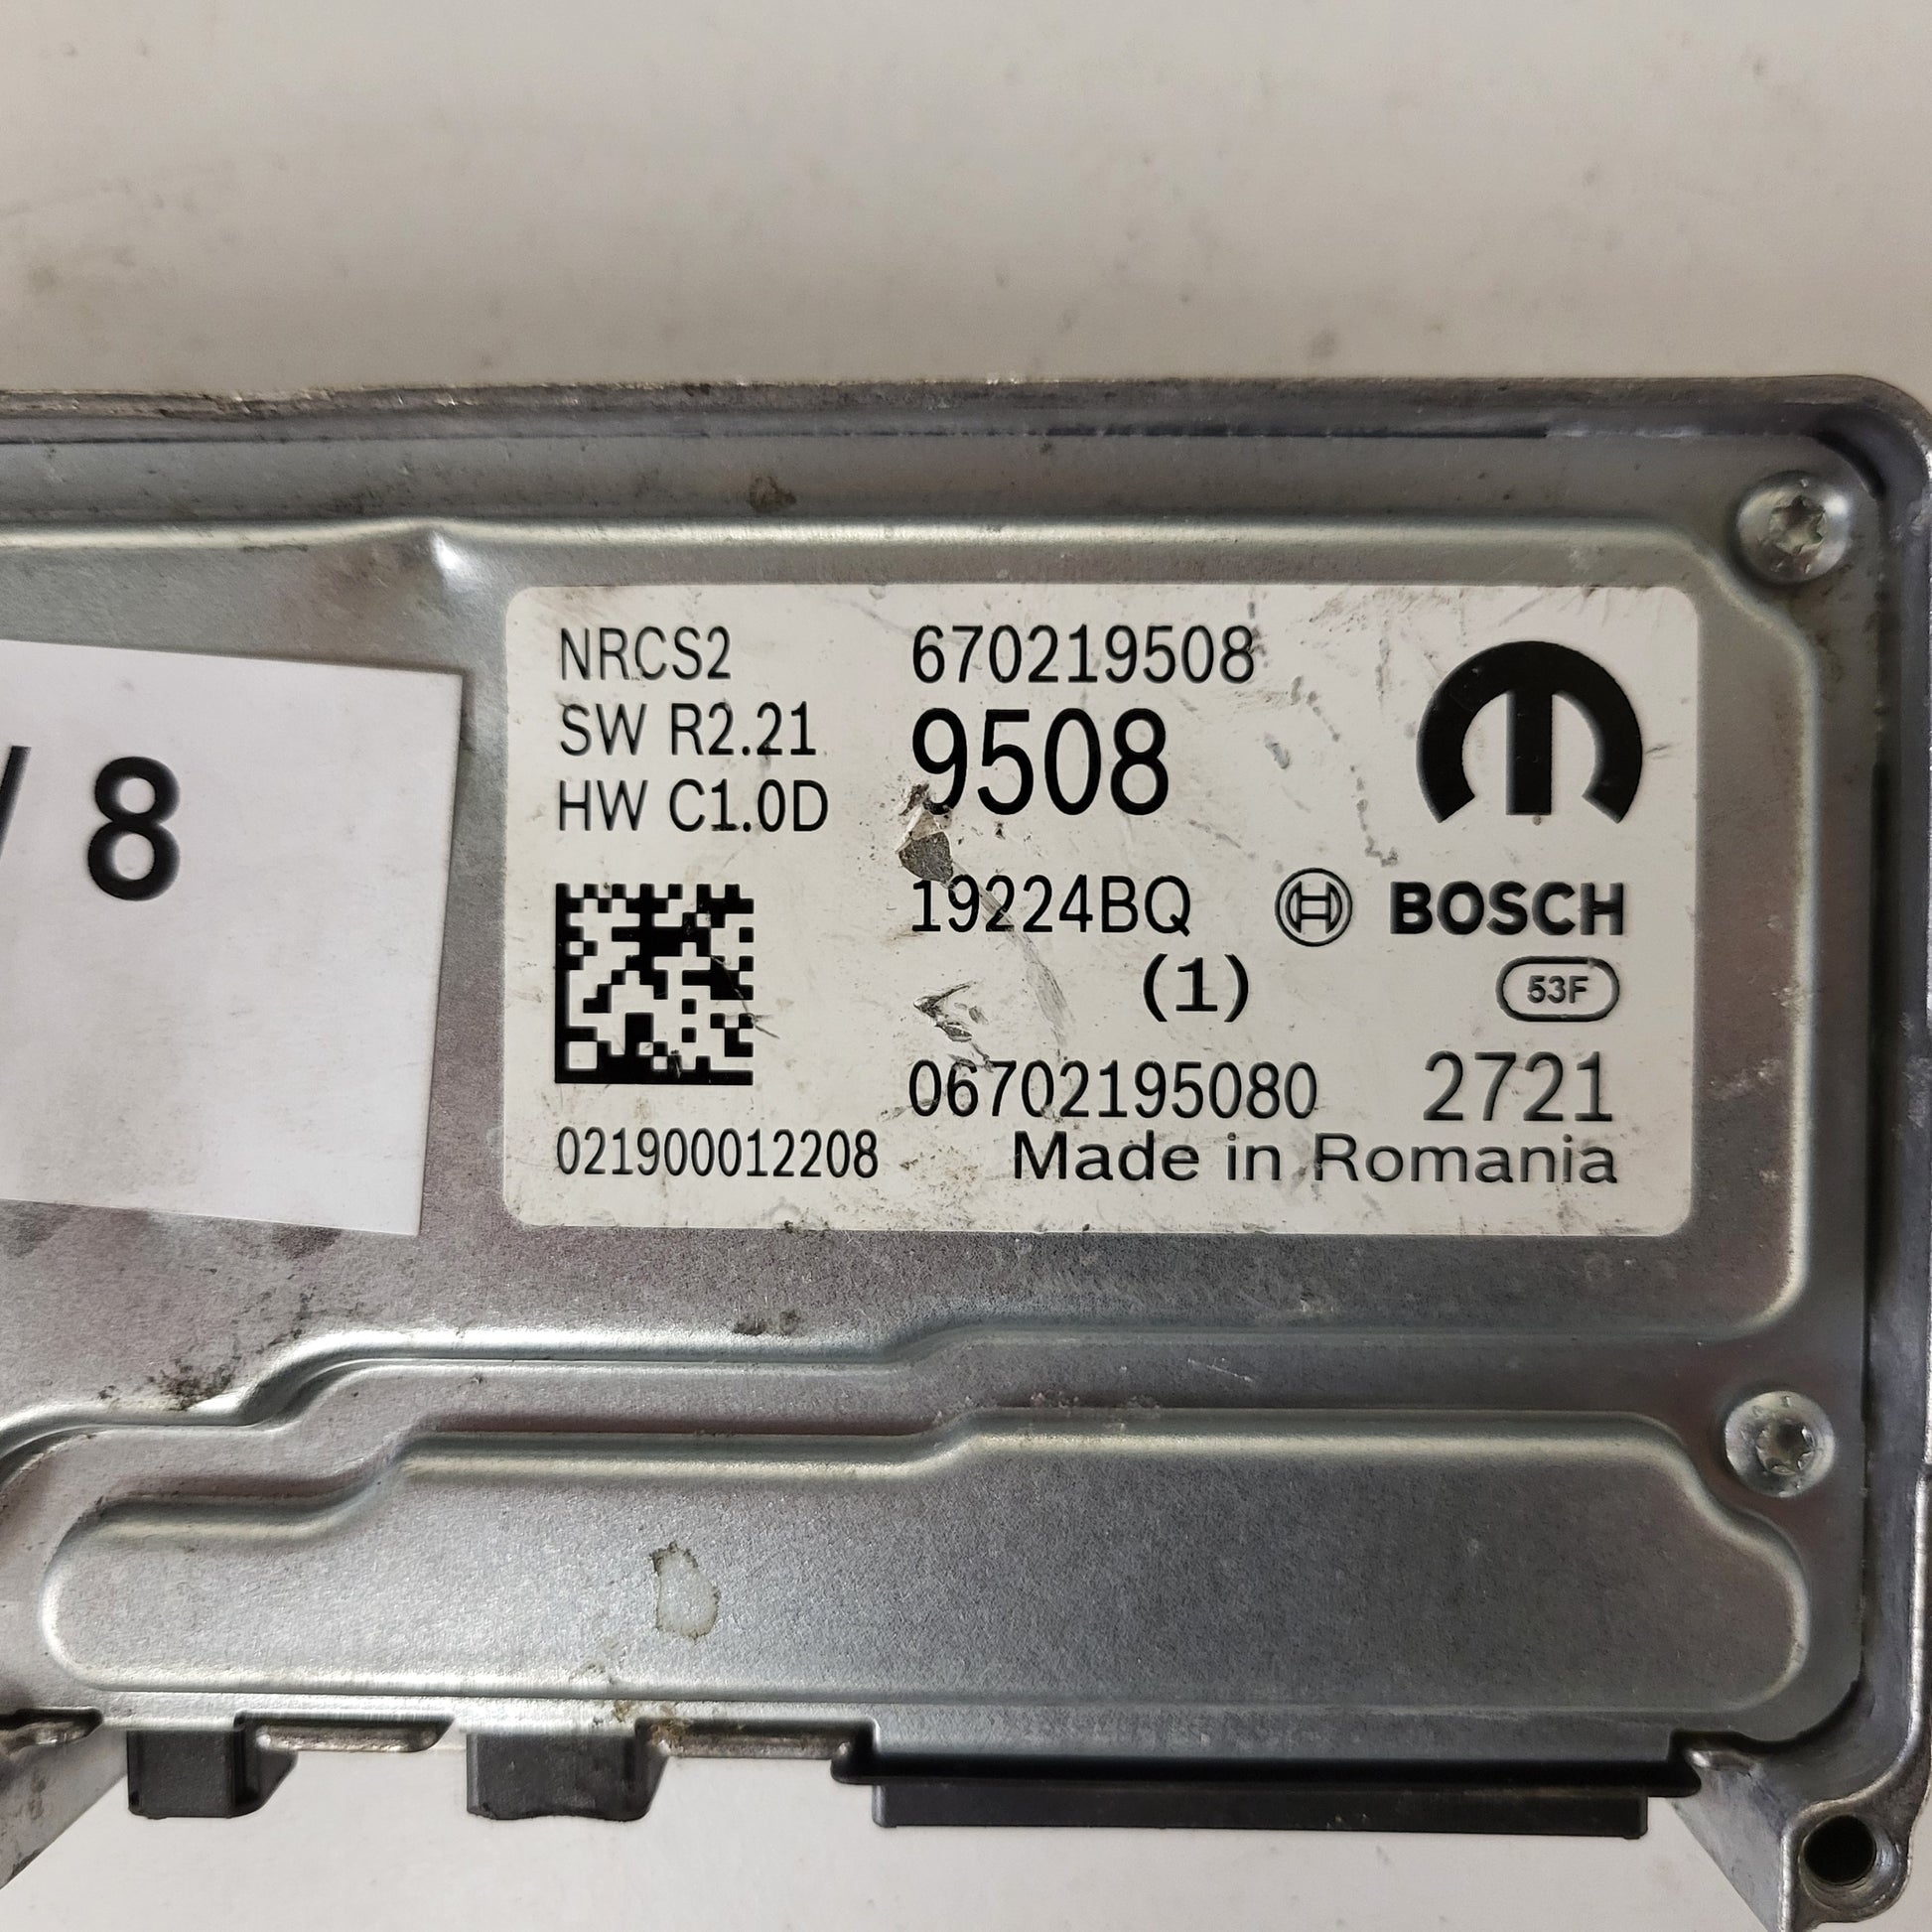 / 8
NRCS2 670219508
SW R2.21 9508
HW C1.0D
19224BQ BOSCH
(1) 53F
06702195080 2721
021900012208 Made in Romania